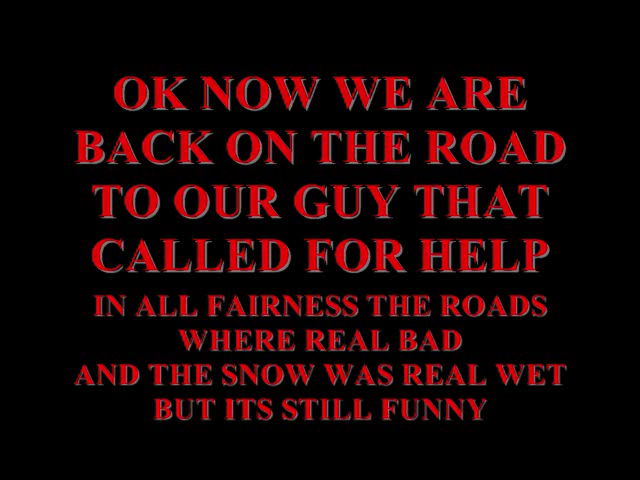 OK NOW WE ARE
BACK ON THE ROAD
TO OUR GUY THAT
CALLED FOR HELP
IN ALL FAIRNESS THE ROADS
WHERE REAL BAD
AND THE SNOW WAS REAL WET
BUT ITS STILL FUNNY